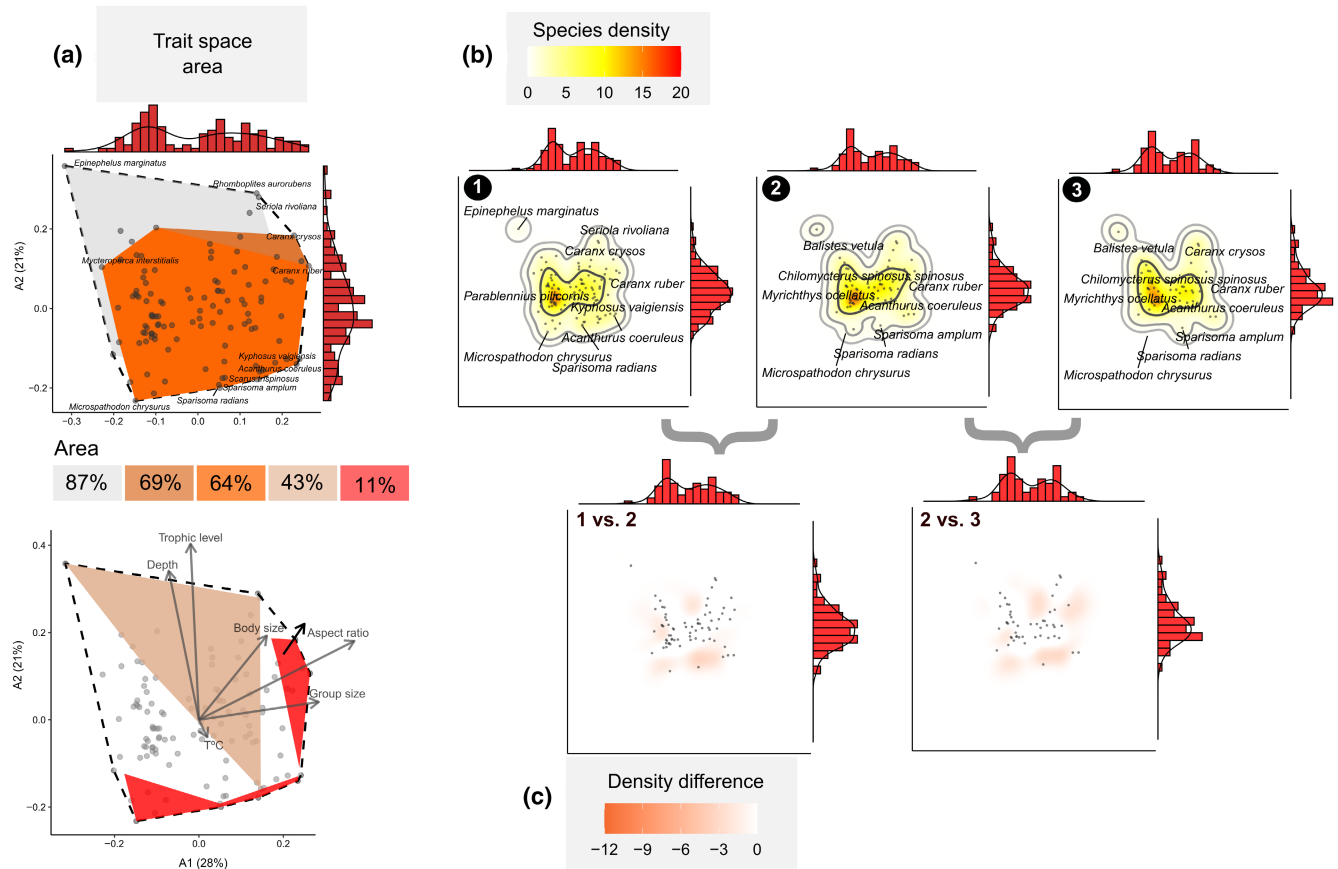 (a)
Trait space
area
Epinephelus marginatus
Rhomboplites aurorubens
Seriola rivoliana
Caranx crysos
Mycteroperca interstitialis
Caranx ruber
Kyphosus vaigiensis
Acanthurus coeruleus
Scarus trispinosus
Sparisoma amplum
Sparisoma radians
Microspathodon chrysurus
A2 (21%)
0.2
0.0
−0.2
−0.3
−0.2
−0.1
0.0
0.1
0.2
Area
87%
69%
64%
43%
11%
Trophic level
Depth
Body size
Aspect ratio
Group size
T°C
A2 (21%)
0.4
0.2
0.0
−0.2
−0.2
0.0
0.2
A1 (28%)
(b)
Species density
0 5 10 15 20
1
Epinephelus marginatus
Seriola rivoliana
Caranx crysos
Caranx ruber
Parablennius pilicornis
Kyphosus vaigiensis
Acanthurus coeruleus
Microspathodon chrysurus
Sparisoma radians
2
Balistes vetula
Chilomycterus spinosus spinosus
Caranx ruber
Myrichthys ocellatus
Acanthurus coeruleus
Sparisoma amplum
Sparisoma radians
Microspathodon chrysurus
3
Balistes vetula
Caranx crysos
Chilomycterus spinosus spinosus
Caranx ruber
Myrichthys ocellatus
Acanthurus coeruleus
Sparisoma amplum
Sparisoma radians
Microspathodon chrysurus
1 vs. 2
2 vs. 3
(c)
Density difference
−12 −9 −6 −3 0